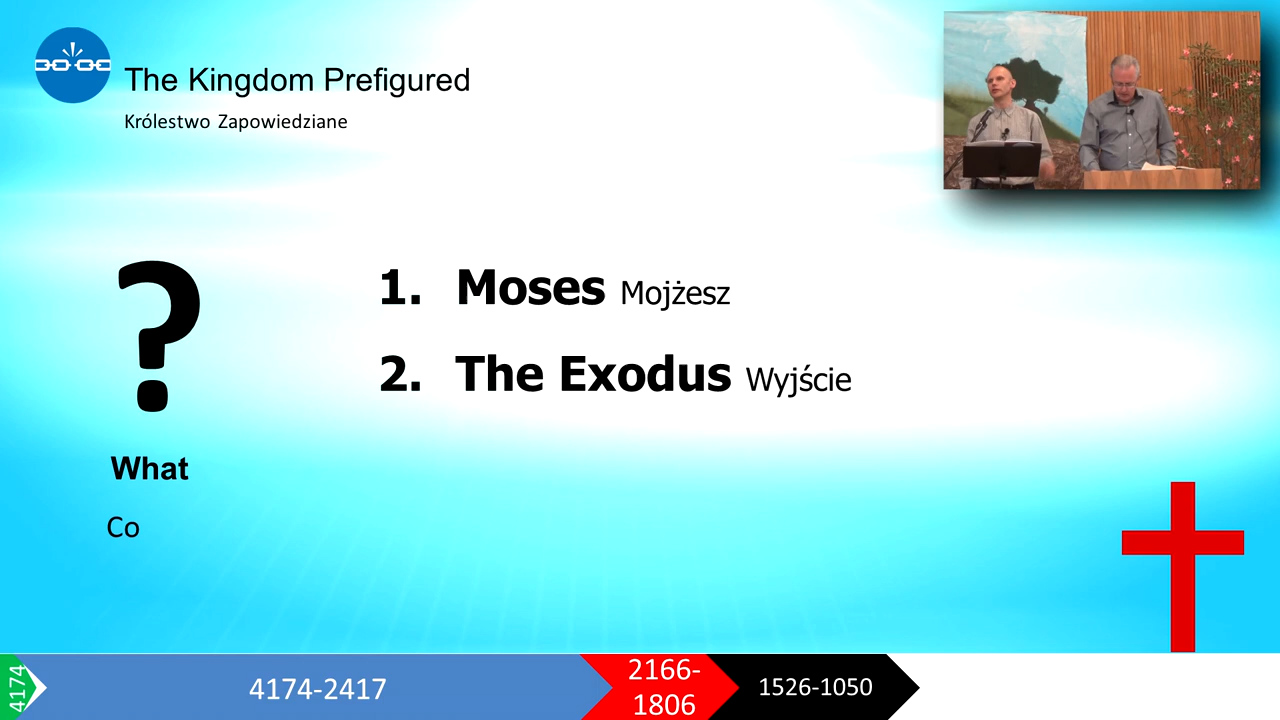 The Kingdom Prefigured
Królestwo Zapowiedziane
?
1. Moses Mojżesz
2. The Exodus Wyjście
What
Co
4174
4174-2417
2166-
1806
1526-1050